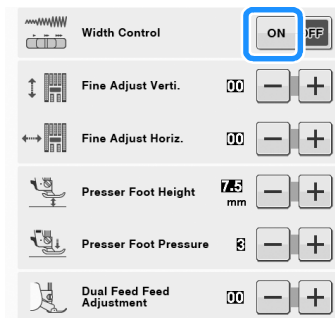 Width Control ON OFF
Fine Adjust Verti. 00 − +
Fine Adjust Horiz. 00 − +
Presser Foot Height 7.5 mm − +
Presser Foot Pressure 3 − +
Dual Feed Feed
Adjustment 00 − +